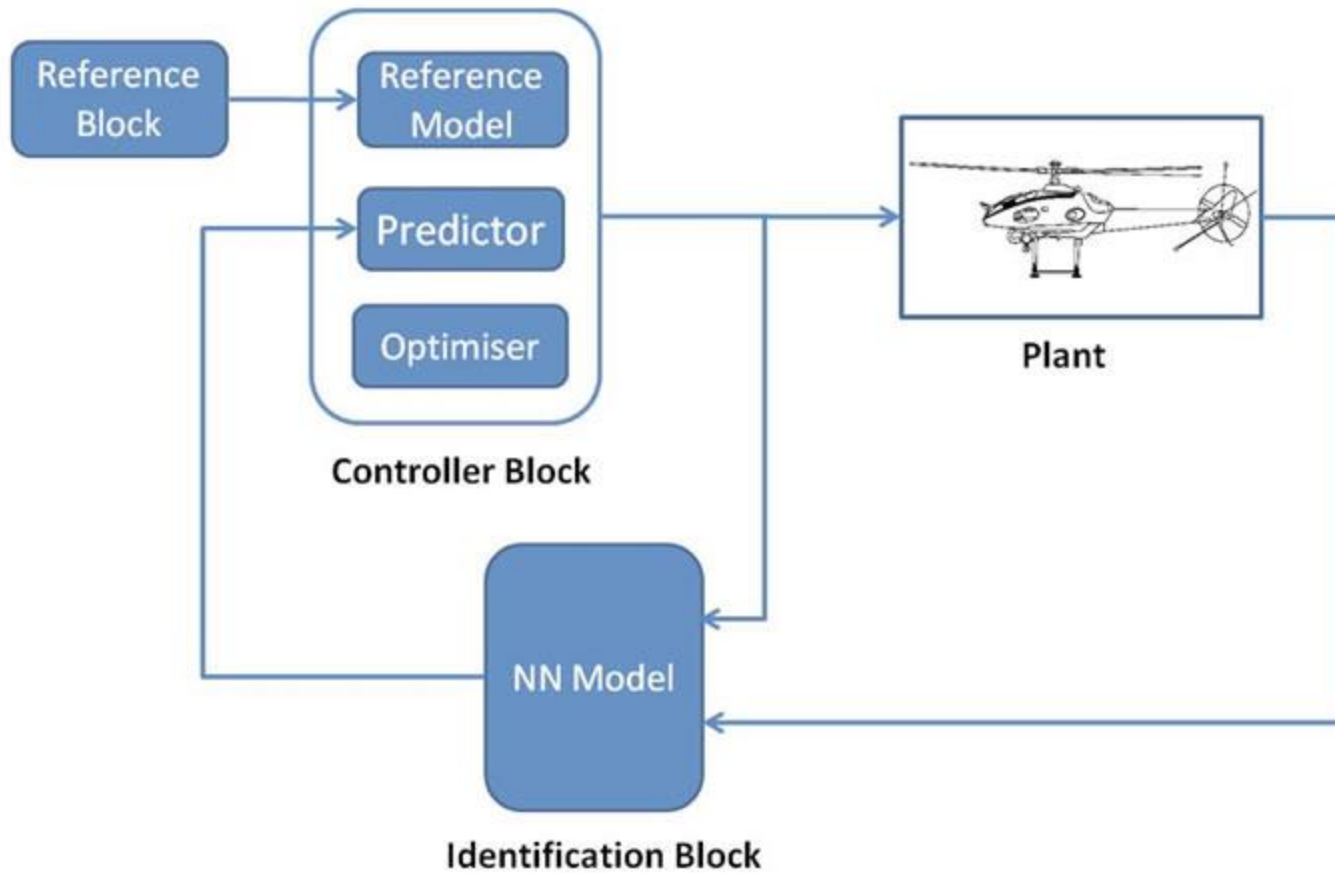 Reference
Block
Reference
Model
Predictor
Optimiser
Controller Block
Plant
NN Model
Identification Block